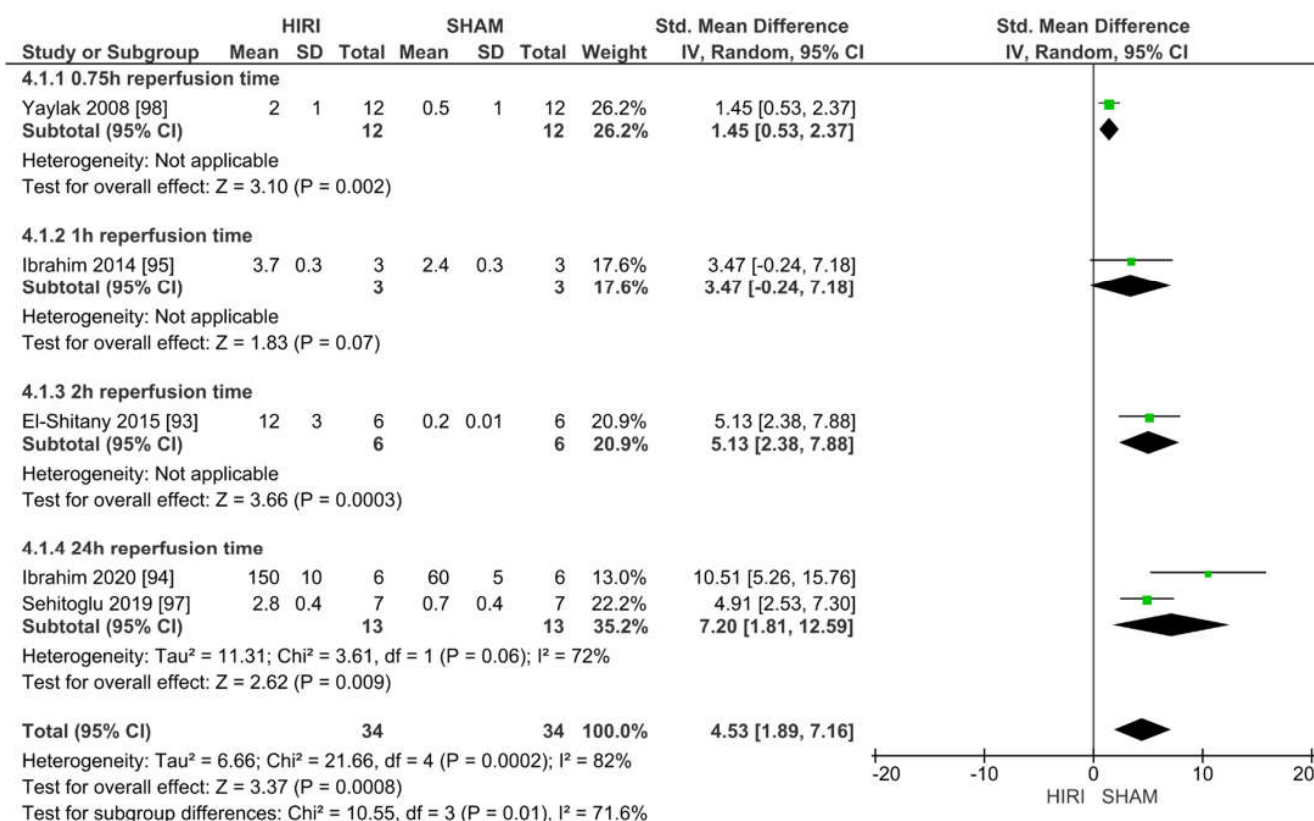 HIRI SHAM Std. Mean Difference Std. Mean Difference
Study or Subgroup Mean SD Total Mean SD Total Weight IV, Random, 95% CI IV, Random, 95% CI
4.1.1 0.75h reperfusion time
Yaylak 2008 [98] 2 1 12 0.5 1 12 26.2% 1.45 [0.53, 2.37]
Subtotal (95% CI) 12 12 26.2% 1.45 [0.53, 2.37]
Heterogeneity: Not applicable
Test for overall effect: Z = 3.10 (P = 0.002)
4.1.2 1h reperfusion time
Ibrahim 2014 [95] 3.7 0.3 3 2.4 0.3 3 17.6% 3.47 [-0.24, 7.18]
Subtotal (95% CI) 3 3 17.6% 3.47 [-0.24, 7.18]
Heterogeneity: Not applicable
Test for overall effect: Z = 1.83 (P = 0.07)
4.1.3 2h reperfusion time
El-Shitany 2015 [93] 12 3 6 0.2 0.01 6 20.9% 5.13 [2.38, 7.88]
Subtotal (95% CI) 6 6 20.9% 5.13 [2.38, 7.88]
Heterogeneity: Not applicable
Test for overall effect: Z = 3.66 (P = 0.0003)
4.1.4 24h reperfusion time
Ibrahim 2020 [94] 150 10 6 60 5 6 13.0% 10.51 [5.26, 15.76]
Sehitoglu 2019 [97] 2.8 0.4 7 0.7 0.4 7 22.2% 4.91 [2.53, 7.30]
Subtotal (95% CI) 13 13 35.2% 7.20 [1.81, 12.59]
Heterogeneity: Tau² = 11.31; Chi² = 3.61, df = 1 (P = 0.06); I² = 72%
Test for overall effect: Z = 2.62 (P = 0.009)
Total (95% CI) 34 34 100.0% 4.53 [1.89, 7.16]
Heterogeneity: Tau² = 6.66; Chi² = 21.66, df = 4 (P = 0.0002); I² = 82%
Test for overall effect: Z = 3.37 (P = 0.0008)
Test for subgroup differences: Chi² = 10.55, df = 3 (P = 0.01), I² = 71.6%
-20 -10 0 10 20
HIRI SHAM